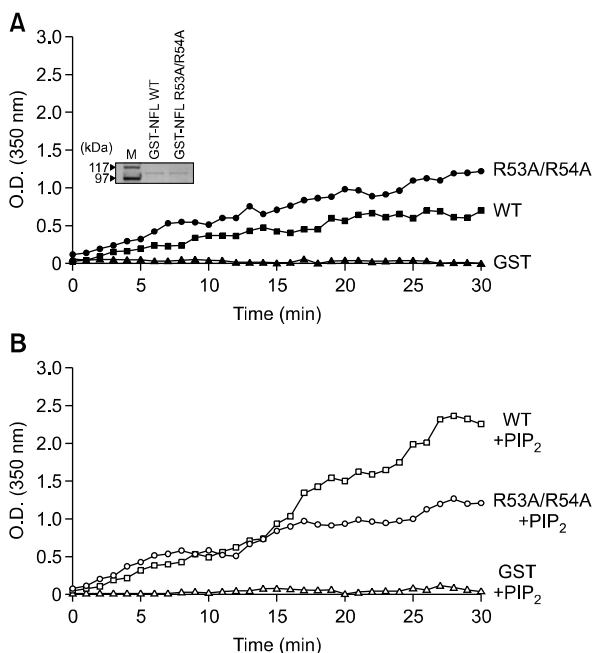 A
3.0
2.5
2.0
1.5
1.0
0.5
0
O.D. (350 nm)
(kDa)
117
97
M
GST-NFL WT
GST-NFL R53A/R54A
R53A/R54A
WT
GST
0 5 10 15 20 25 30
Time (min)
B
3.0
2.5
2.0
1.5
1.0
0.5
0
O.D. (350 nm)
WT
+PIP2
R53A/R54A
+PIP2
GST
+PIP2
0 5 10 15 20 25 30
Time (min)